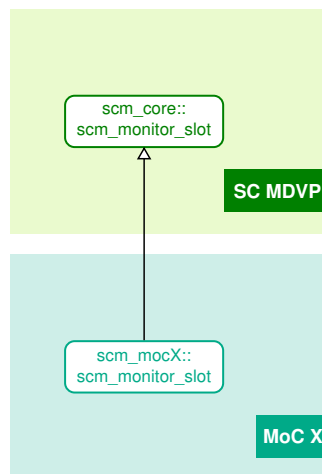 scm_core::
scm_monitor_slot
SC MDVP
scm_mocX::
scm_monitor_slot
MoC X